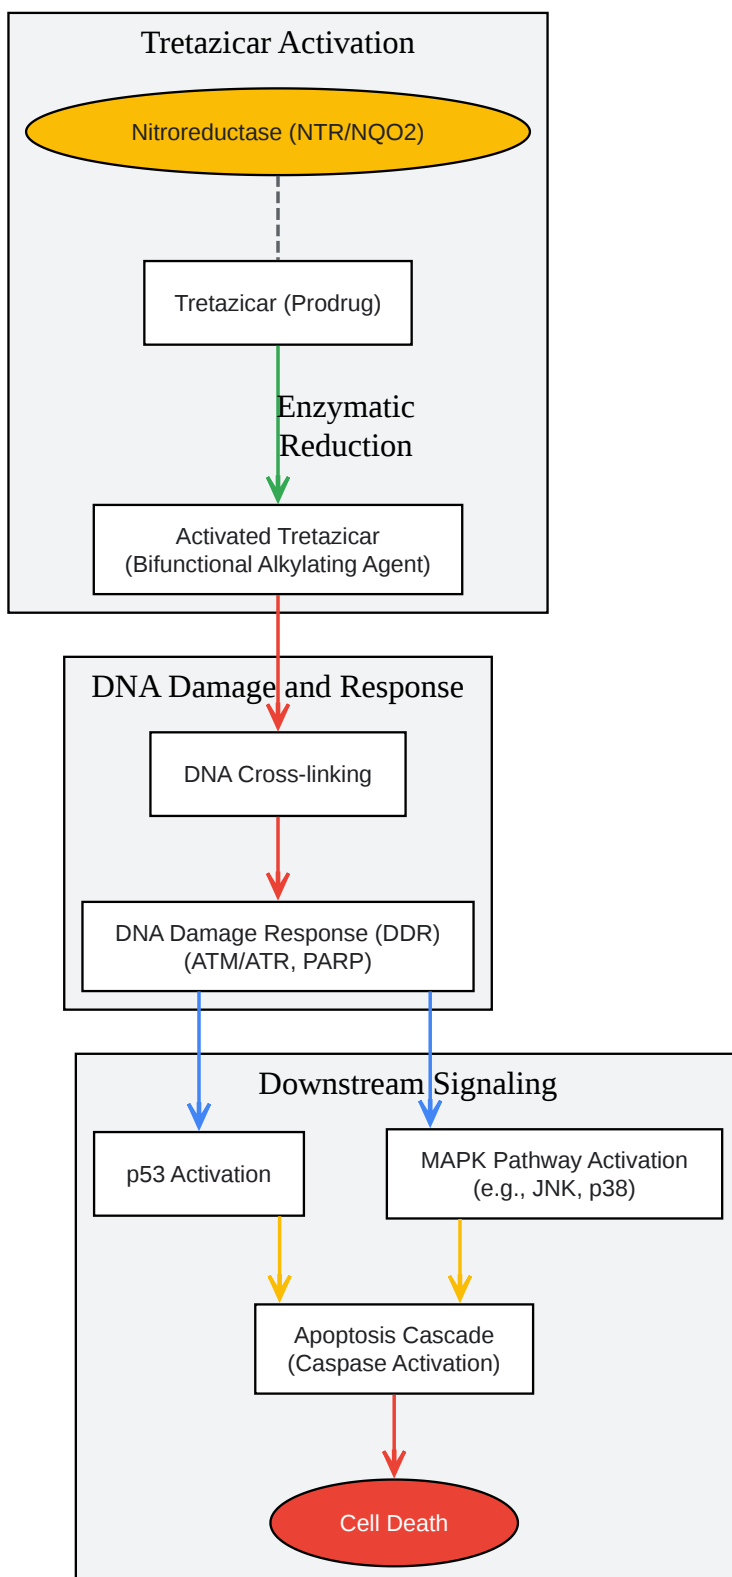 Tretazicar Activation
Nitroreductase (NTR/NQO2)
Tretazicar (Prodrug)
Enzymatic
Reduction
Activated Tretazicar
(Bifunctional Alkylating Agent)
DNA Damage and Response
DNA Cross-linking
DNA Damage Response (DDR)
(ATM/ATR, PARP)
Downstream Signaling
p53 Activation
MAPK Pathway Activation
(e.g., JNK, p38)
Apoptosis Cascade
(Caspase Activation)
Cell Death